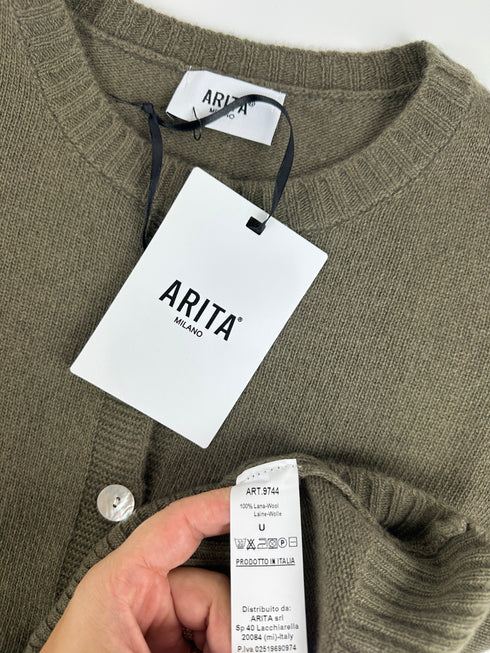 ARITA®
MILANO
ARITA®
MILANO
ART.9744
100% Lana-Wool
Laine-Wolle
U
PRODOTTO IN ITALIA
Distribuito da:
ARITA srl
Sp 40 Lacchiarella
20084 (mi)-Italy
P.Iva.02519690974